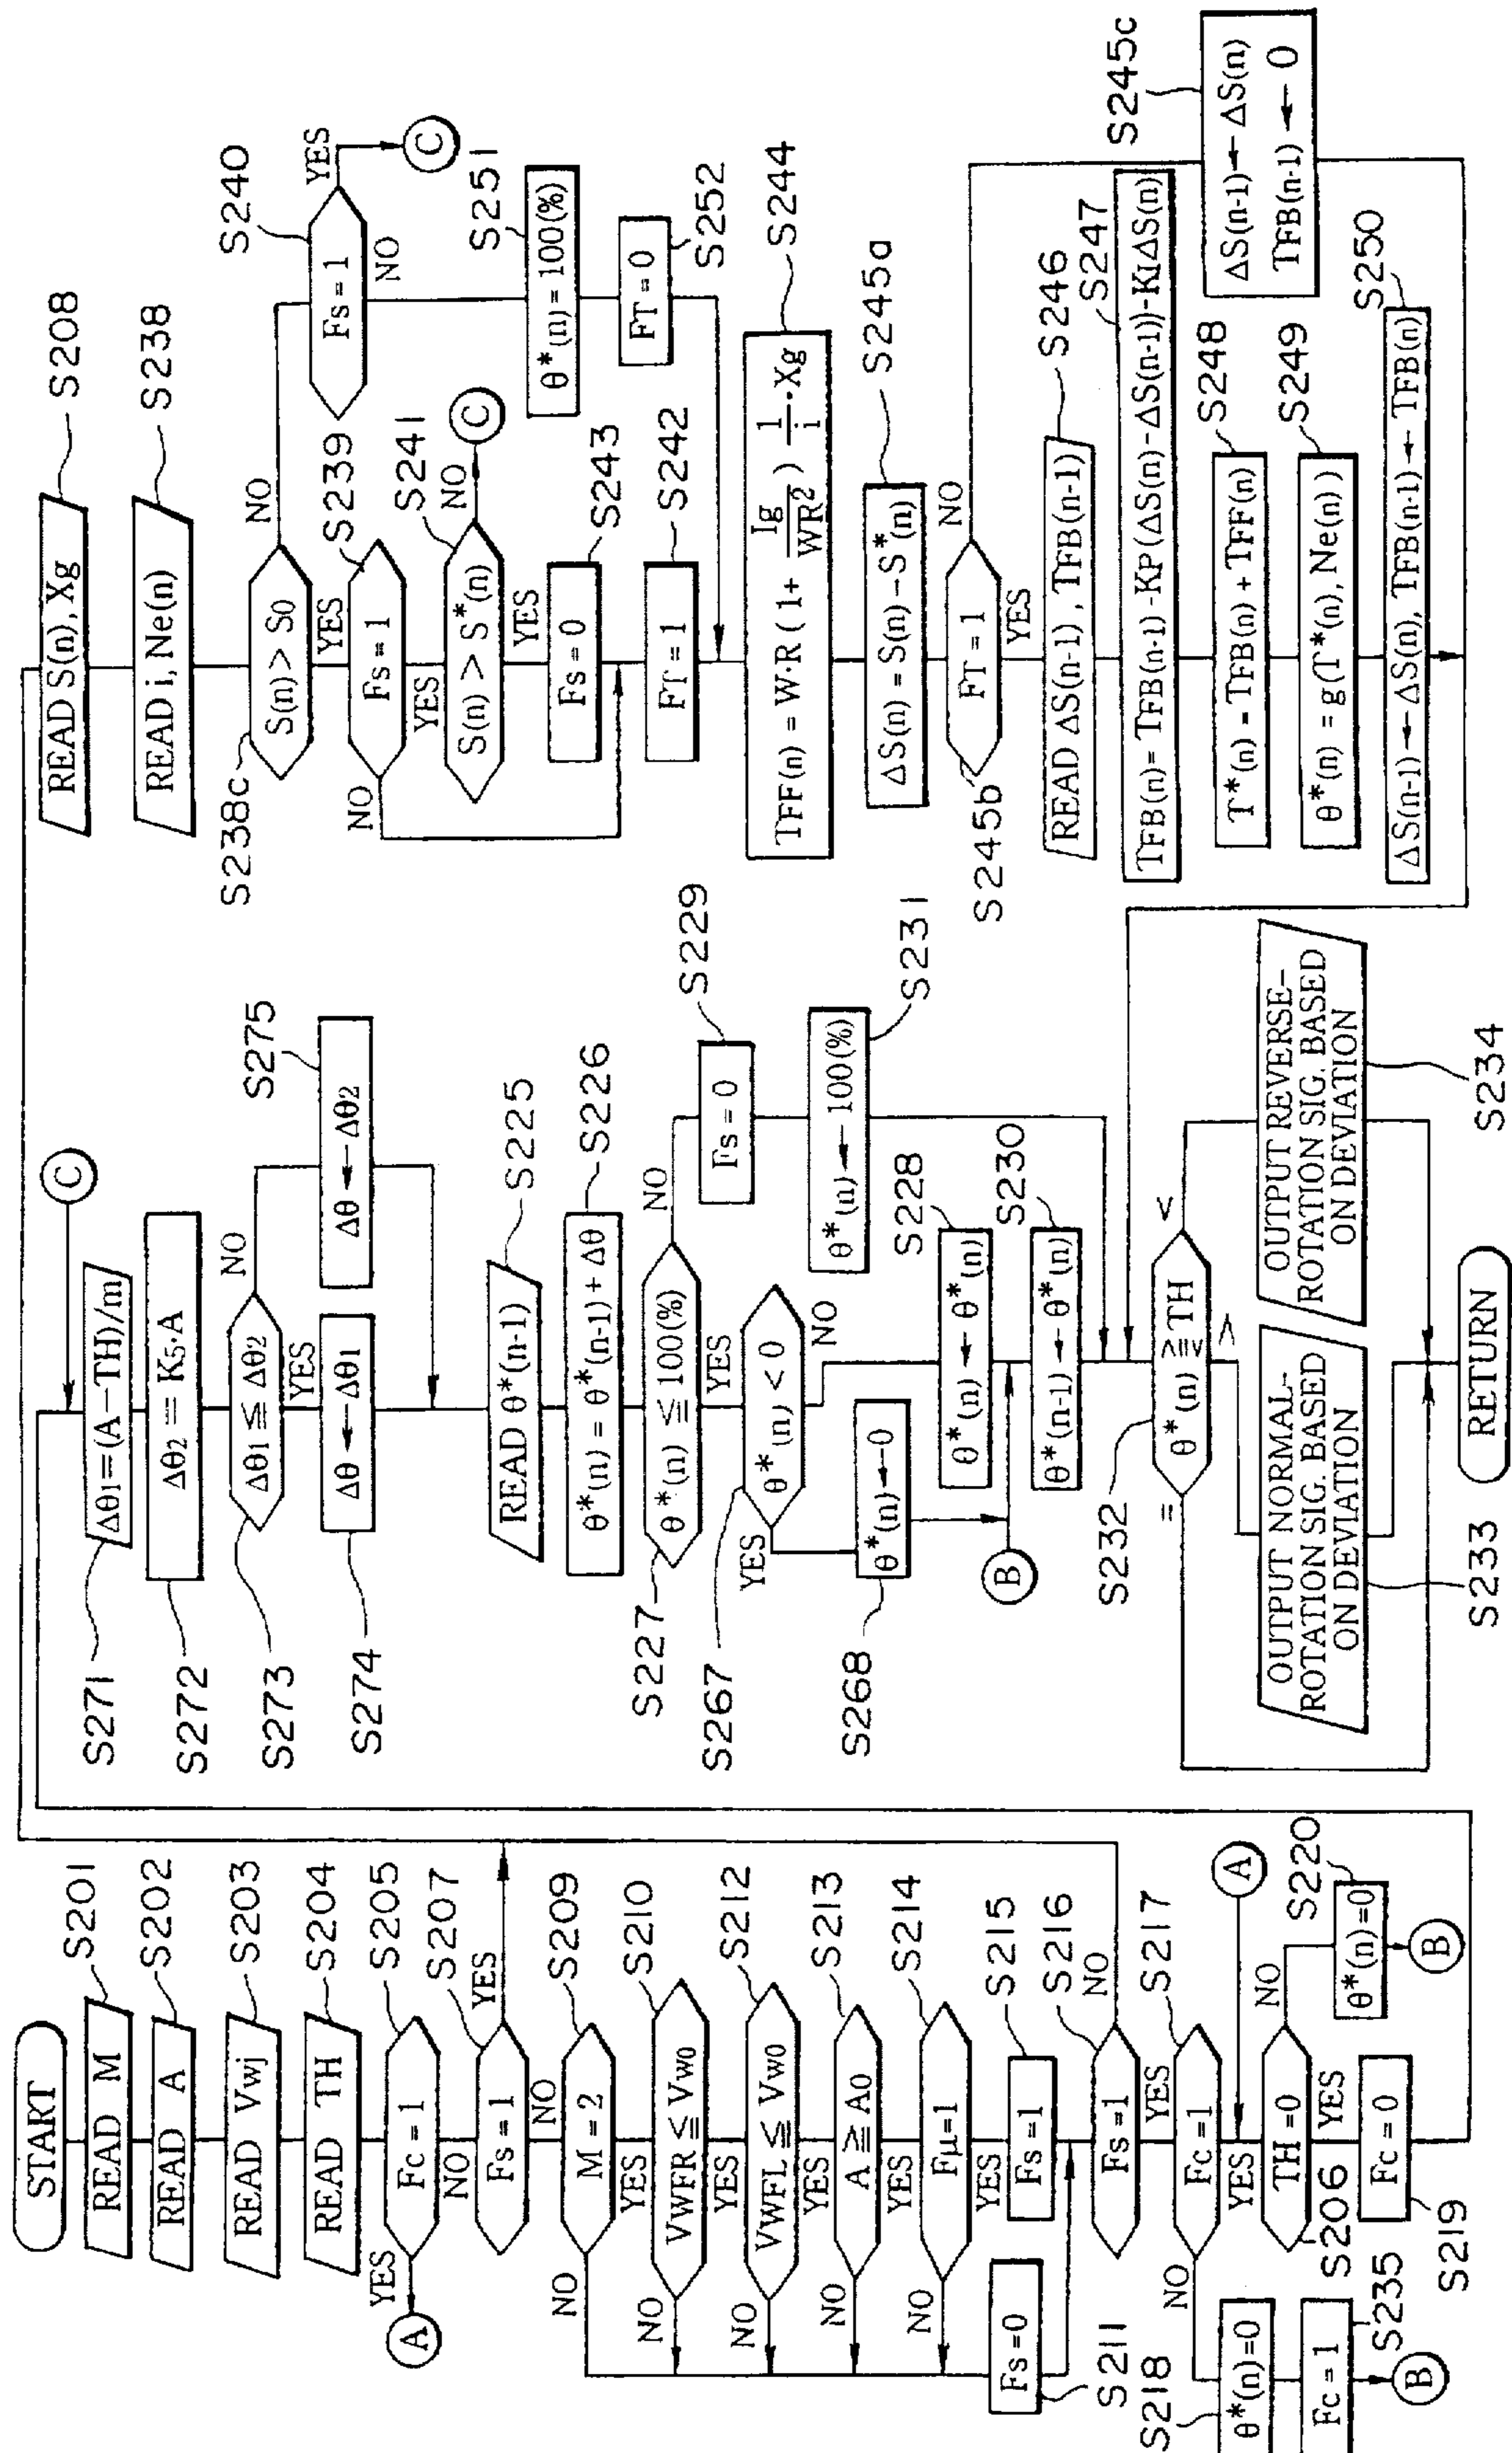 START
READ M
S201
READ A
S202
READ Vwj
S203
READ TH
S204
Fc = 1
S205
YES
A
NO
Fs = 1
S207
YES
NO
M = 2
S209
NO
YES
VWFR ≦ Vw0
S210
NO
YES
VWFL ≦ Vw0
S212
NO
YES
A ≧ A0
S213
NO
YES
Fμ=1
S214
NO
YES
Fs = 1
S215
Fs =0
S211
Fs=1
S216
NO
YES
Fc = 1
S217
NO
YES
A
θ*(n)=0
S218
Fc = 1
S235
B
TH =0
S206
NO
θ*(n)=0
S220
B
YES
Fc = 0
S219
C
Δθ1=(A−TH)/m
S271
Δθ2 = K5·A
S272
Δθ1 ≦ Δθ2
S273
NO
YES
Δθ ← Δθ1
S274
Δθ ← Δθ2
S275
READ θ*(n-1)
S225
θ*(n) = θ*(n-1) + Δθ
S226
θ*(n) ≦ 100(%)
S227
NO
YES
Fs = 0
S229
θ*(n) ← 100(%)
S231
θ*(n) < 0
S267
YES
NO
θ*(n)←0
S268
B
θ*(n) ← θ*(n)
S228
θ*(n-1) ← θ*(n)
S230
θ*(n) ⪌ TH
S232
=
>
<
OUTPUT NORMAL-
ROTATION SIG. BASED
ON DEVIATION
S233
OUTPUT REVERSE-
ROTATION SIG. BASED
ON DEVIATION
S234
RETURN
READ S(n), Xg
S208
READ i, Ne(n)
S238
S(n) > S0
S238c
NO
YES
Fs = 1
S240
YES
C
NO
Fs = 1
S239
NO
YES
S(n) > S*(n)
S241
NO
C
YES
θ*(n) = 100(%)
S251
Fs = 0
S243
FT = 0
S252
FT = 1
S242
TFF(n) = W·R ( 1+ Ig/WR2 ) 1/i ·Xg
S244
ΔS(n) = S(n) − S*(n)
S245a
FT = 1
S245b
NO
YES
READ ΔS(n-1) , TFB(n-1)
S246
TFB(n)= TFB(n-1) -KP (ΔS(n) - ΔS(n-1)) -KIΔS(n)
S247
T*(n) = TFB(n) + TFF(n)
S248
θ*(n) = g(T*(n), Ne(n) )
S249
ΔS(n-1) ← ΔS(n), TFB(n-1) ← TFB(n)
S250
ΔS(n-1) ← ΔS(n)
TFB(n-1) ← 0
S245c